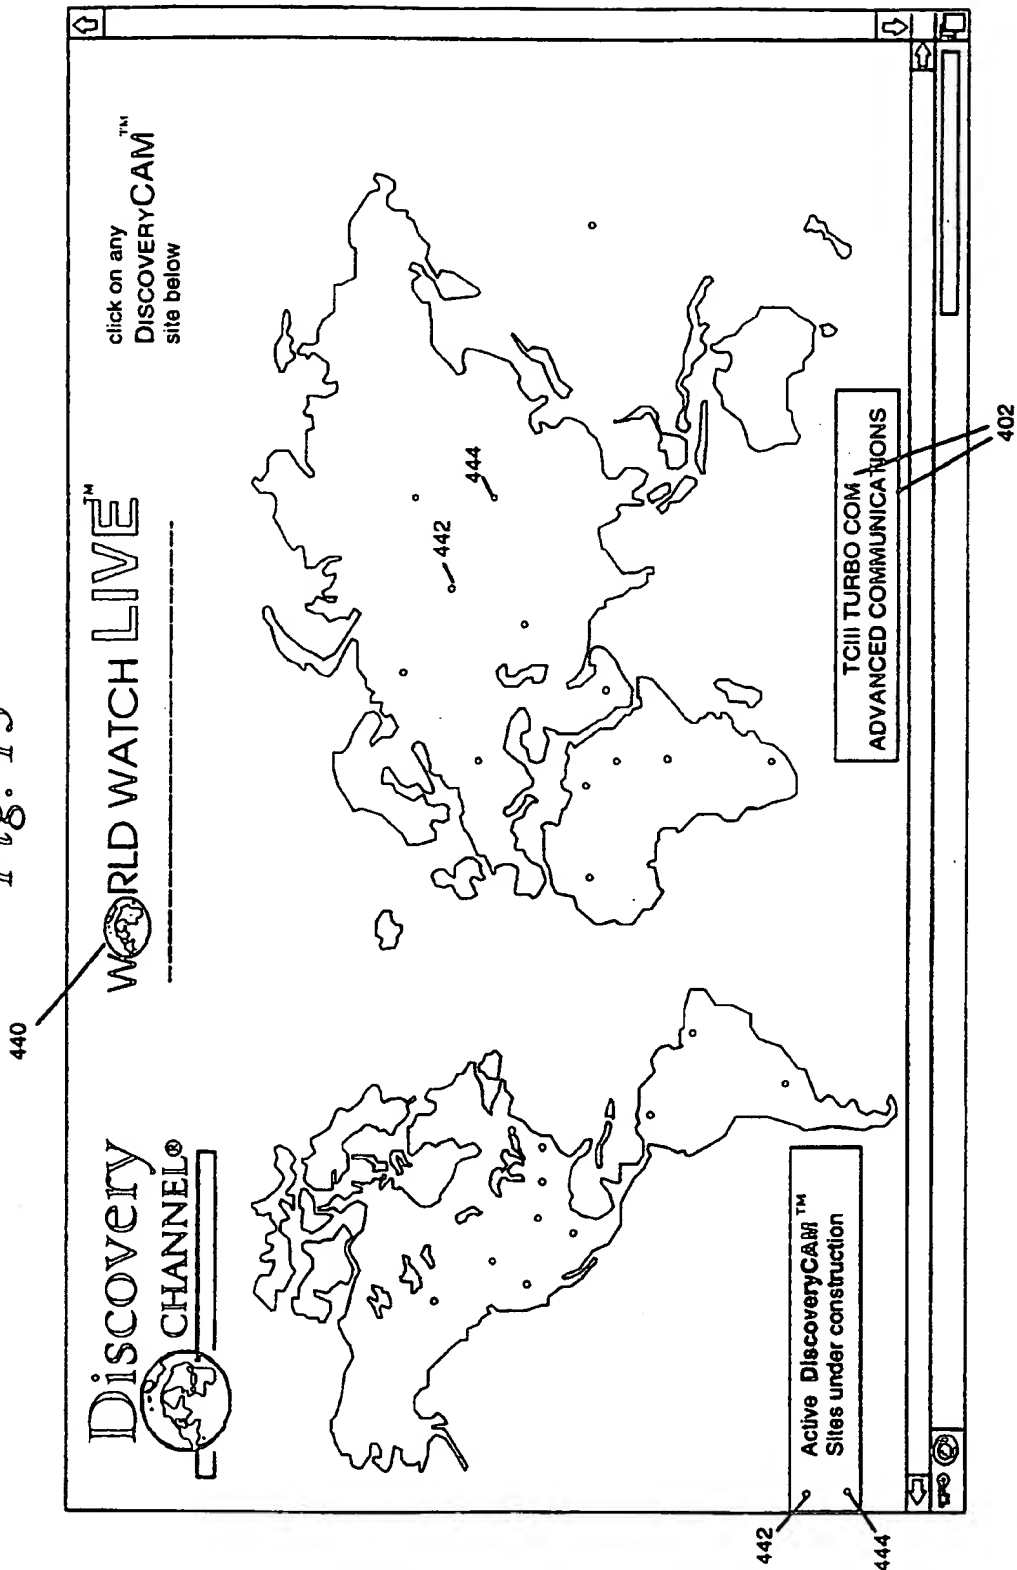 440
Discovery
CHANNEL®
WORLD WATCH LIVE™
click on any
DISCOVERYCAM™
site below
442
444
442
444
Active DiscoveryCAM™
Sites under construction
TCIII TURBO COM
ADVANCED COMMUNICATIONS
402